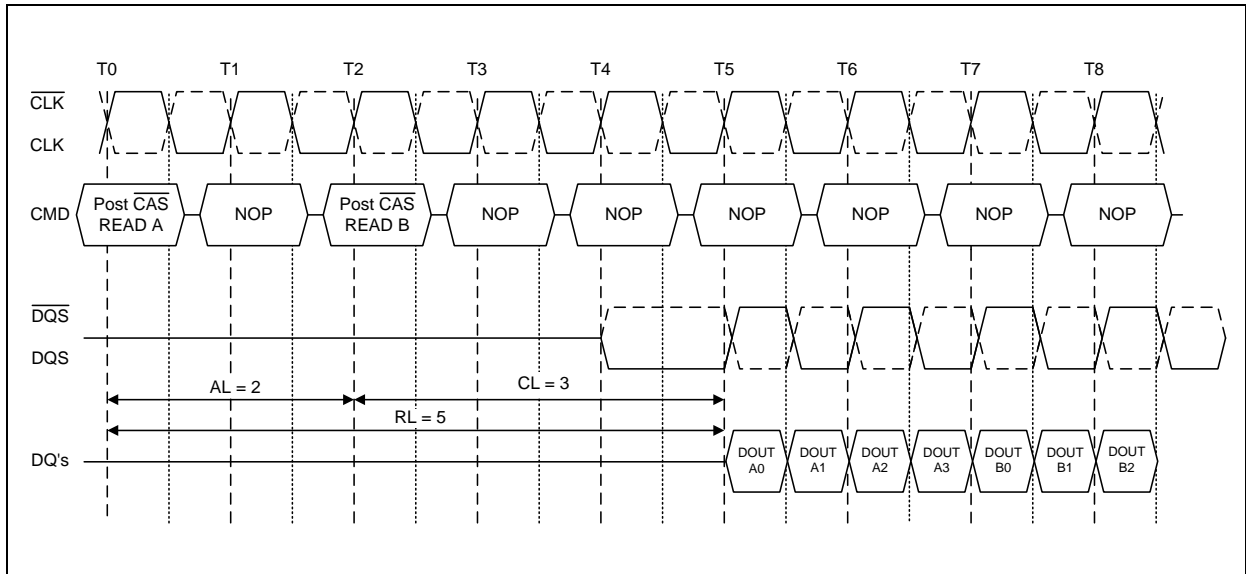 T0 T1 T2 T3 T4 T5 T6 T7 T8
CLK
CLK
CMD
Post CAS
READ A
NOP
Post CAS
READ B
NOP
NOP
NOP
NOP
NOP
NOP
DQS
DQS
AL = 2
CL = 3
RL = 5
DQ's
DOUT
A0
DOUT
A1
DOUT
A2
DOUT
A3
DOUT
B0
DOUT
B1
DOUT
B2